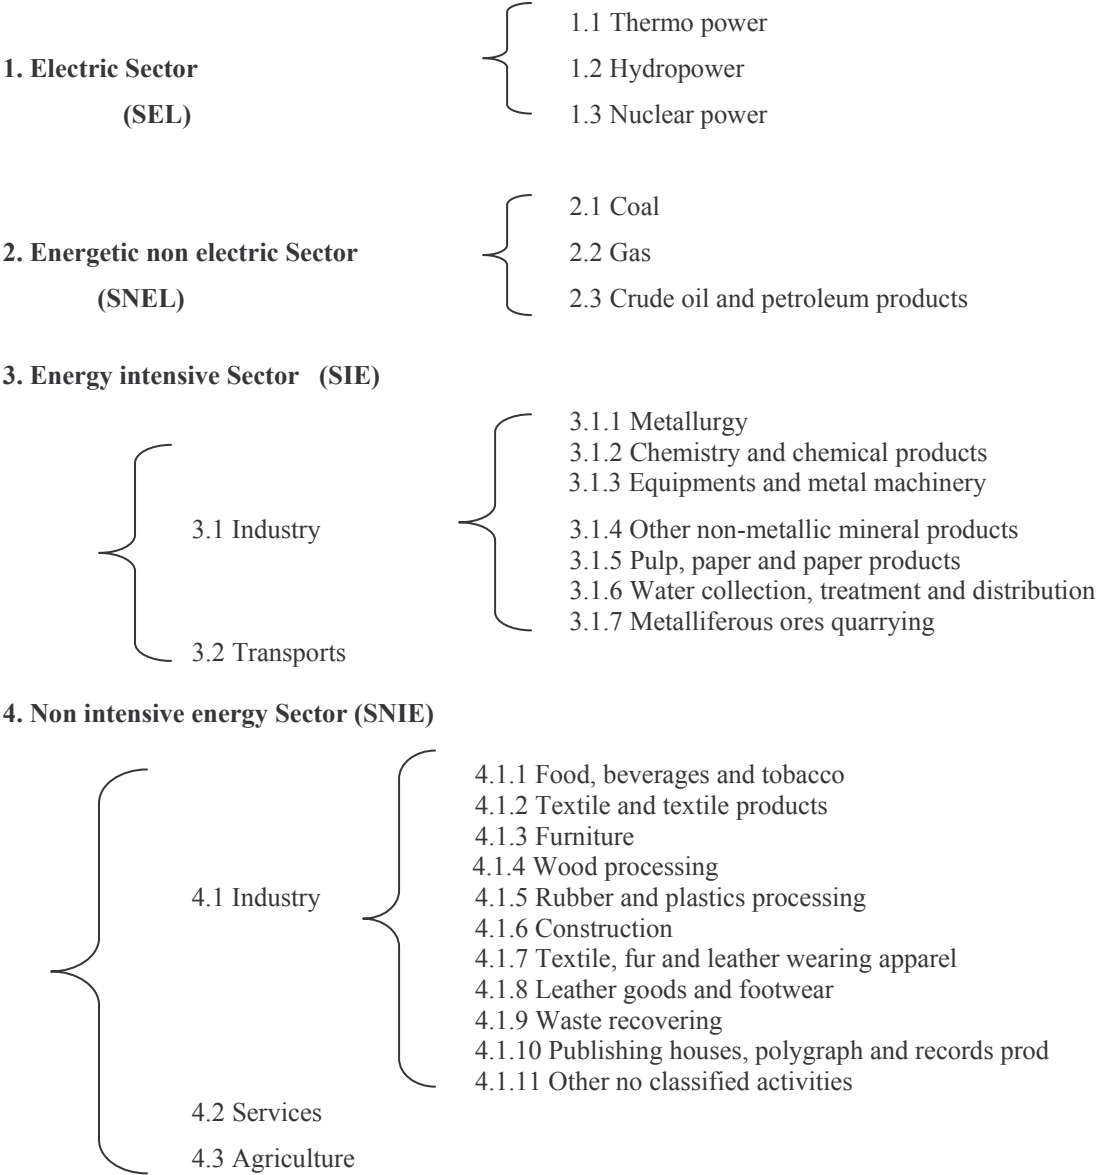 1.1 Thermo power
1. Electric Sector
1.2 Hydropower
(SEL)
1.3 Nuclear power
2.1 Coal
2. Energetic non electric Sector
2.2 Gas
(SNEL)
2.3 Crude oil and petroleum products
3. Energy intensive Sector (SIE)
3.1.1 Metallurgy
3.1.2 Chemistry and chemical products
3.1.3 Equipments and metal machinery
3.1 Industry
3.1.4 Other non-metallic mineral products
3.1.5 Pulp, paper and paper products
3.1.6 Water collection, treatment and distribution
3.1.7 Metalliferous ores quarrying
3.2 Transports
4. Non intensive energy Sector (SNIE)
4.1.1 Food, beverages and tobacco
4.1.2 Textile and textile products
4.1.3 Furniture
4.1.4 Wood processing
4.1 Industry
4.1.5 Rubber and plastics processing
4.1.6 Construction
4.1.7 Textile, fur and leather wearing apparel
4.1.8 Leather goods and footwear
4.1.9 Waste recovering
4.1.10 Publishing houses, polygraph and records prod
4.1.11 Other no classified activities
4.2 Services
4.3 Agriculture